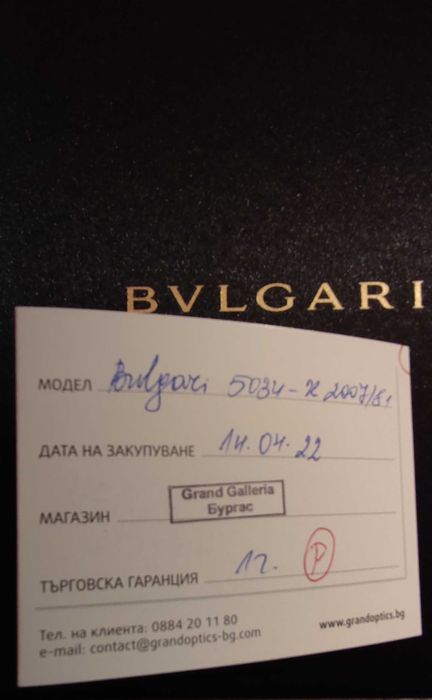 BVLGARI
МОДЕЛ Bulgari 5034-К 2007/81
ДАТА НА ЗАКУПУВАНЕ 14.04.22
Grand Galleria
Бургас
МАГАЗИН
ТЪРГОВСКА ГАРАНЦИЯ 1г. P
Тел. на клиента: 0884 20 11 80
www.grandoptics.bg
e-mail: contact@grandoptics-bg.com